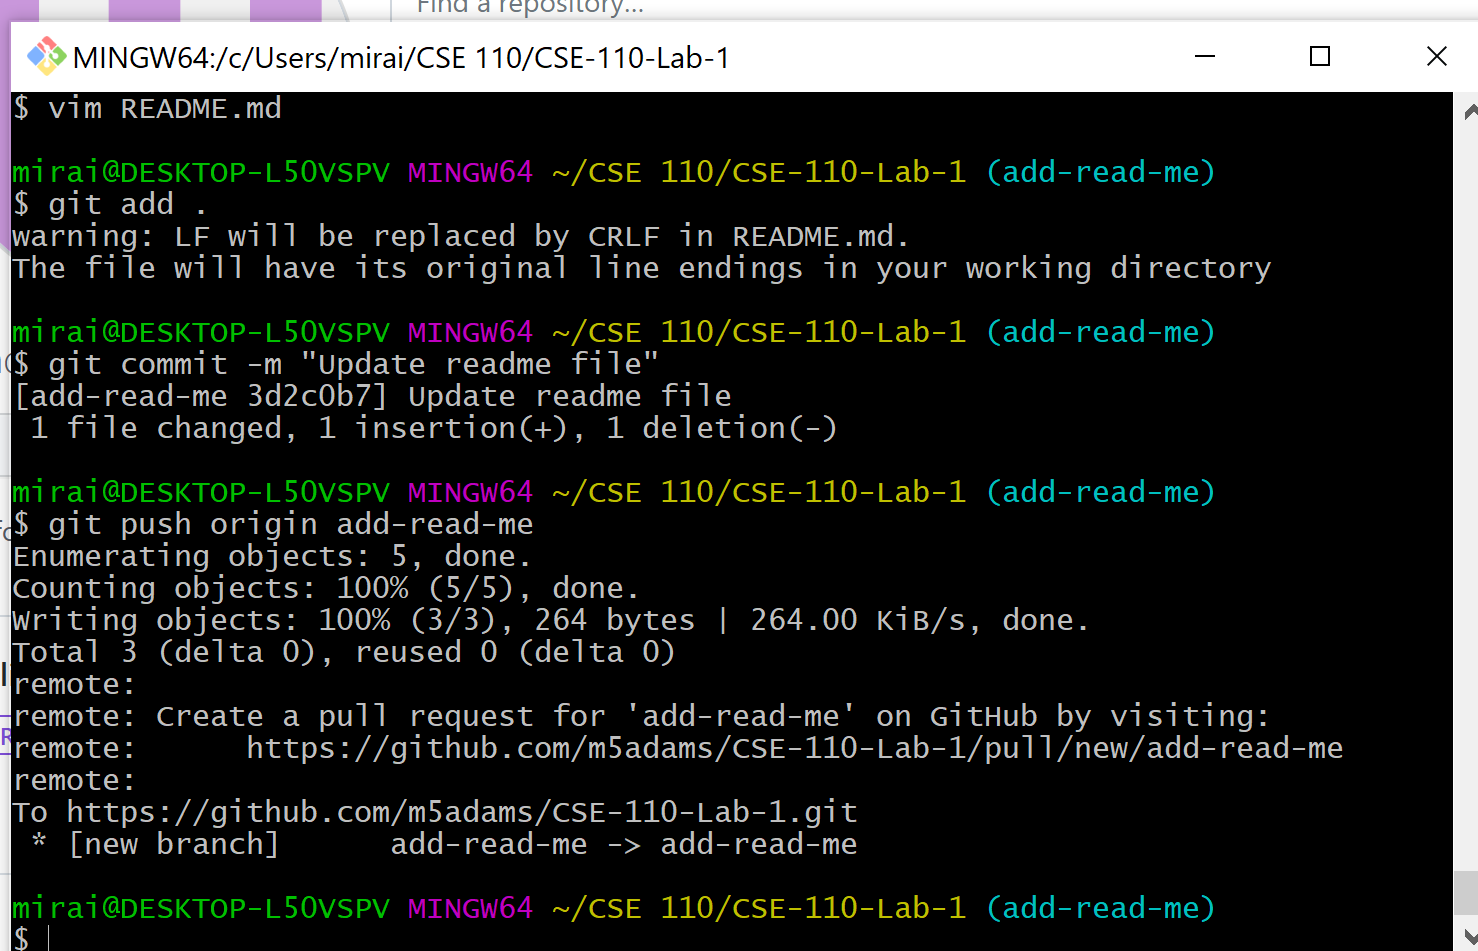 Find a repository...
MINGW64:/c/Users/mirai/CSE 110/CSE-110-Lab-1
$ vim README.md
mirai@DESKTOP-L50VSPV MINGW64 ~/CSE 110/CSE-110-Lab-1 (add-read-me)
$ git add .
warning: LF will be replaced by CRLF in README.md.
The file will have its original line endings in your working directory
mirai@DESKTOP-L50VSPV MINGW64 ~/CSE 110/CSE-110-Lab-1 (add-read-me)
$ git commit -m "Update readme file"
[add-read-me 3d2c0b7] Update readme file
 1 file changed, 1 insertion(+), 1 deletion(-)
mirai@DESKTOP-L50VSPV MINGW64 ~/CSE 110/CSE-110-Lab-1 (add-read-me)
$ git push origin add-read-me
Enumerating objects: 5, done.
Counting objects: 100% (5/5), done.
Writing objects: 100% (3/3), 264 bytes | 264.00 KiB/s, done.
Total 3 (delta 0), reused 0 (delta 0)
remote:
remote: Create a pull request for 'add-read-me' on GitHub by visiting:
remote:      https://github.com/m5adams/CSE-110-Lab-1/pull/new/add-read-me
remote:
To https://github.com/m5adams/CSE-110-Lab-1.git
 * [new branch]      add-read-me -> add-read-me
mirai@DESKTOP-L50VSPV MINGW64 ~/CSE 110/CSE-110-Lab-1 (add-read-me)
$